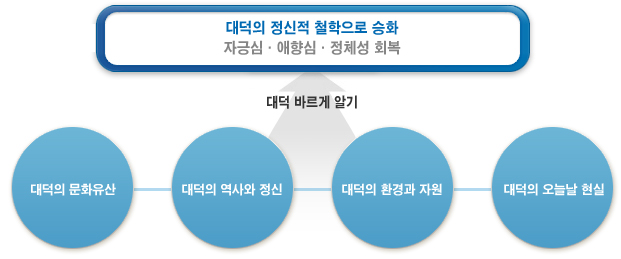 대덕의 정신적 철학으로 승화
자긍심 · 애향심 · 정체성 회복
대덕 바르게 알기
대덕의 문화유산
대덕의 역사와 정신
대덕의 환경과 자원
대덕의 오늘날 현실